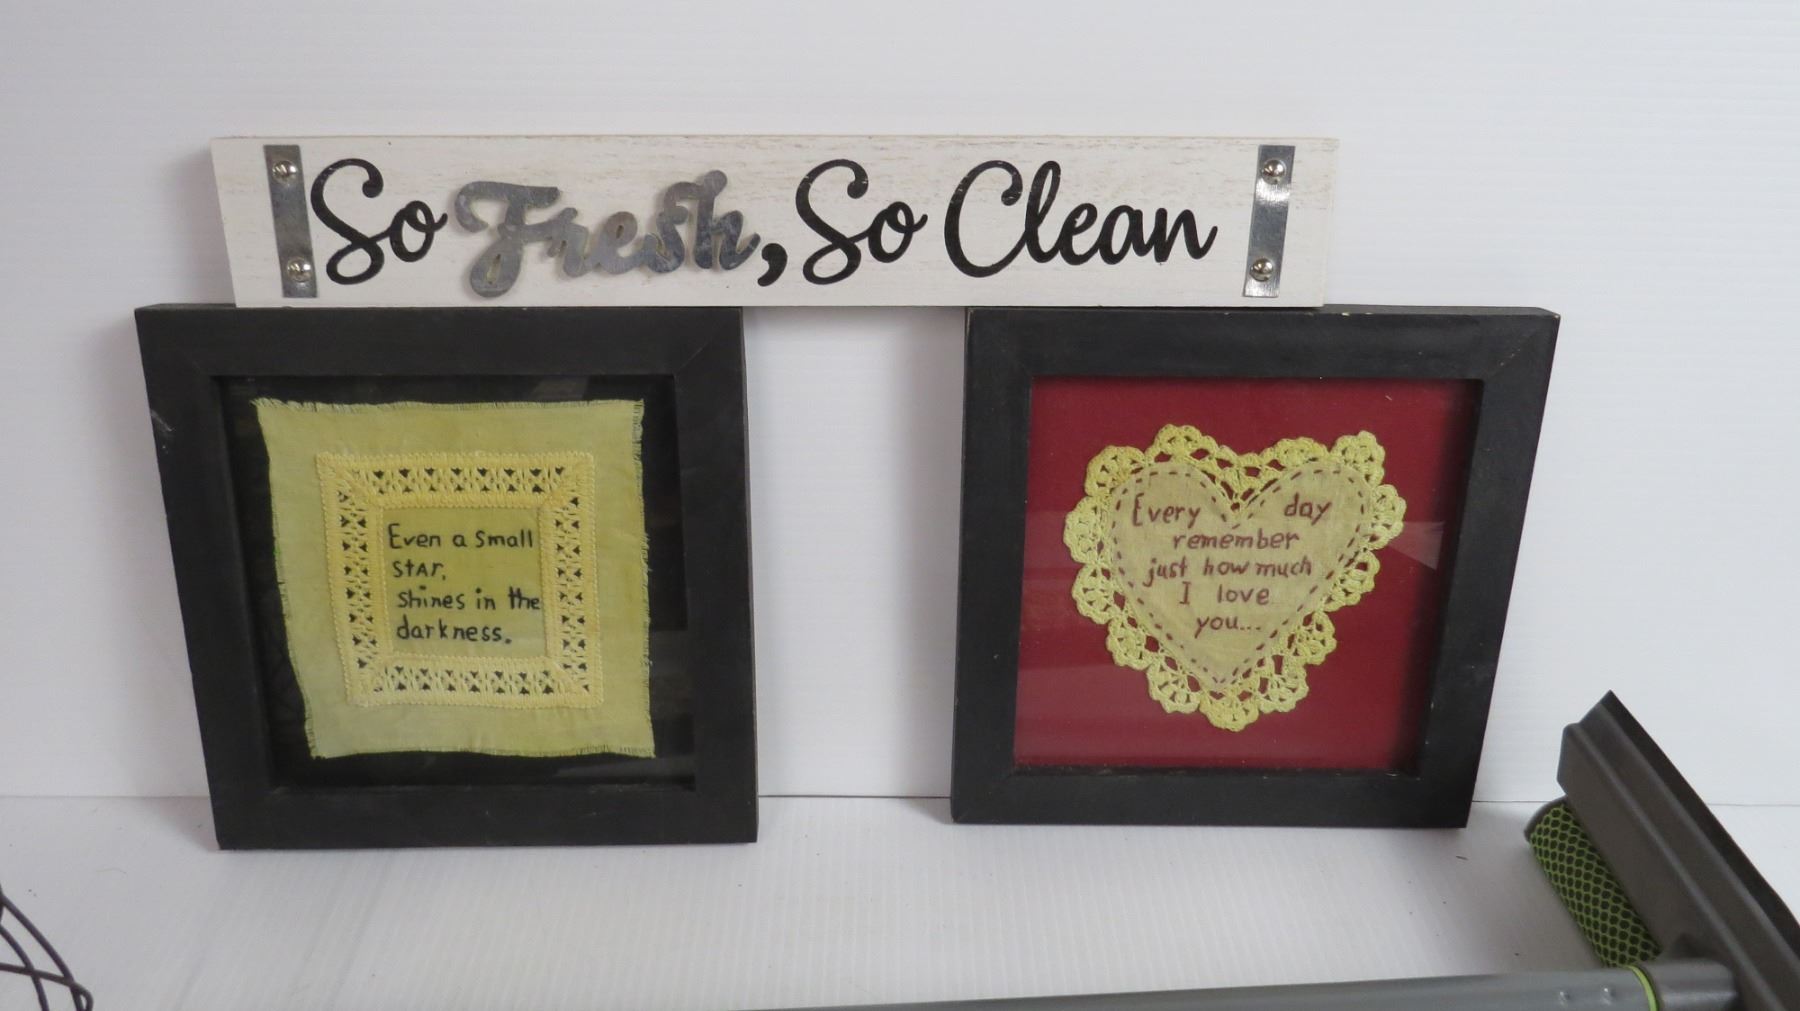 So Fresh, So Clean
Even a small
star,
shines in the
darkness.
Every day
remember
just how much
I love
you...